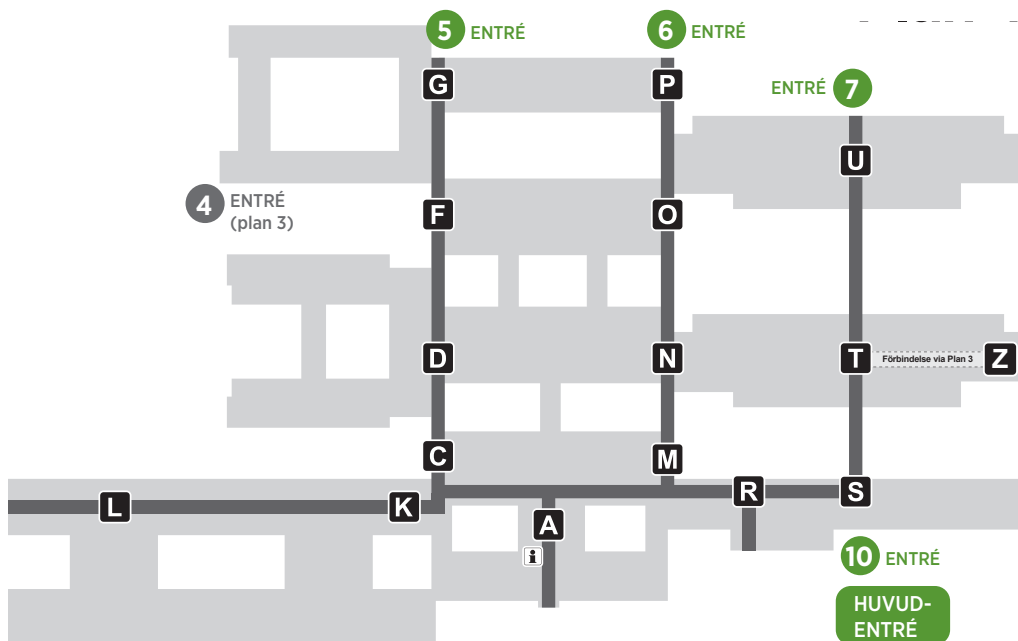 5 ENTRÉ
6 ENTRÉ
G
P
ENTRÉ 7
U
4 ENTRÉ
(plan 3)
F
O
D
N
T
Förbindelse via Plan 3
Z
C
M
L
K
A
R
S
i
10 ENTRÉ
HUVUD-
ENTRÉ